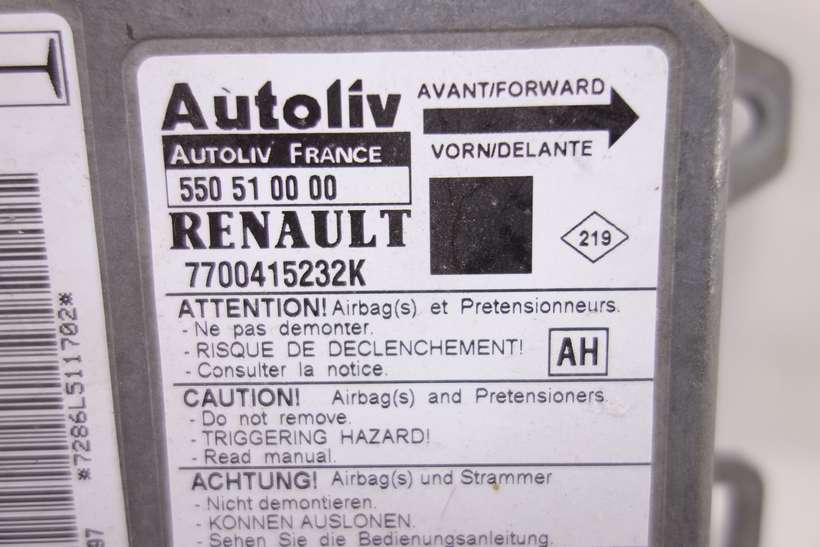 Autoliv
AUTOLIV FRANCE
550 51 00 00
RENAULT
7700415232K
AVANT/FORWARD
VORN/DELANTE
219
ATTENTION! Airbag(s) et Pretensionneurs.
- Ne pas demonter.
- RISQUE DE DECLENCHEMENT!
- Consulter la notice.
AH
CAUTION! Airbag(s) and Pretensioners.
- Do not remove.
- TRIGGERING HAZARD!
- Read manual.
ACHTUNG! Airbag(s) und Strammer
- Nicht demontieren.
- KONNEN AUSLONEN.
- Sehen Sie die Bedienungsanleitung.
*7286L511702*
97